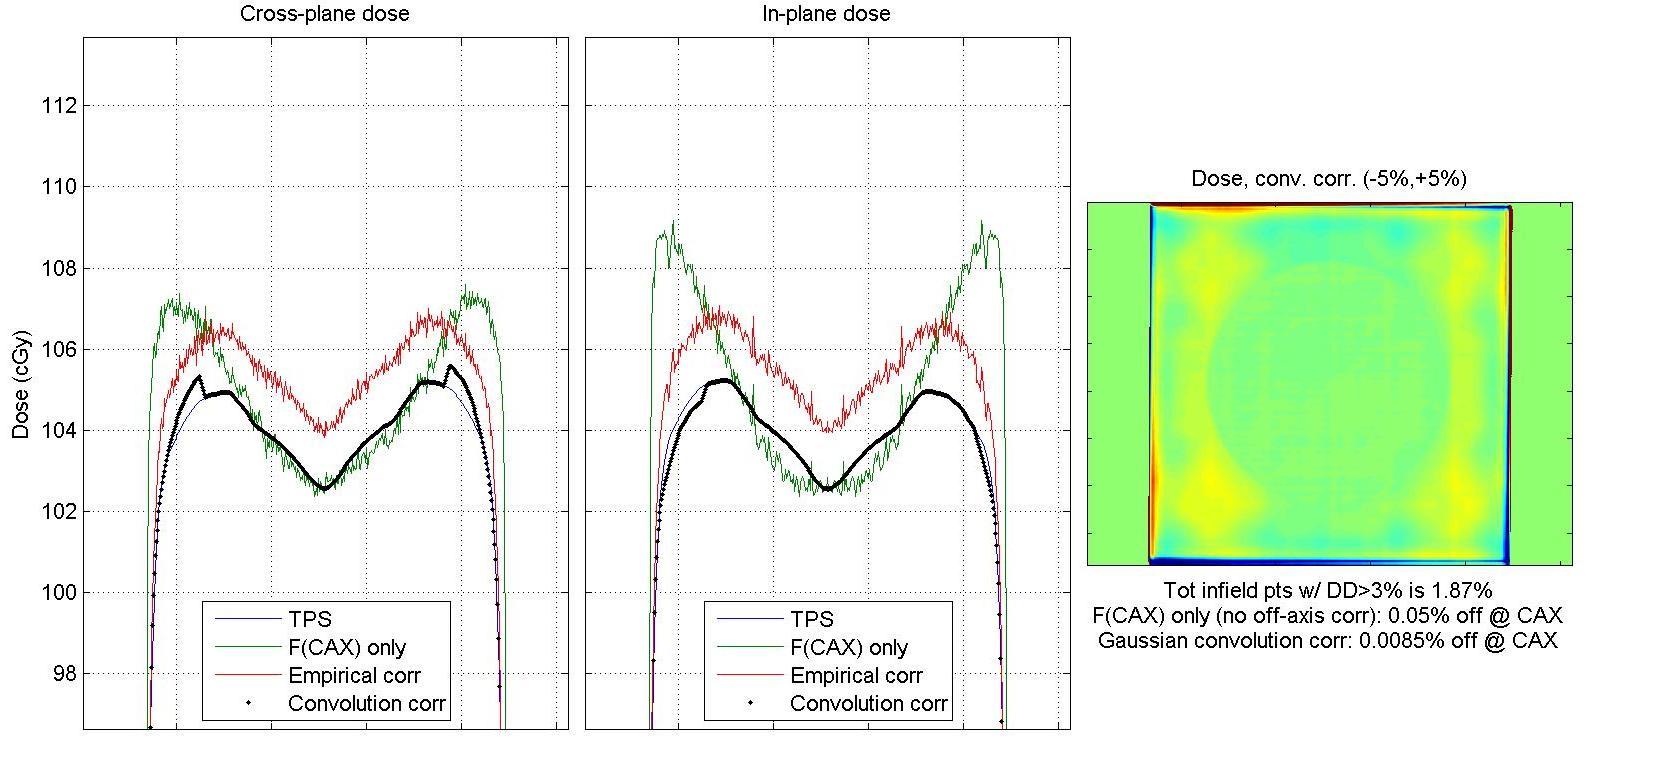 Cross-plane dose
In-plane dose
112
110
108
106
104
102
100
98
Dose (cGy)
TPS
F(CAX) only
Empirical corr
Convolution corr
TPS
F(CAX) only
Empirical corr
Convolution corr
Dose, conv. corr. (-5%,+5%)
Tot infield pts w/ DD>3% is 1.87%
F(CAX) only (no off-axis corr): 0.05% off @ CAX
Gaussian convolution corr: 0.0085% off @ CAX